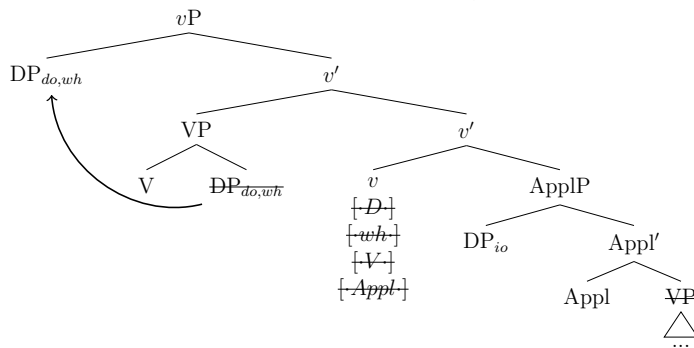 vP
DP_do,wh v′
VP v′
V DP_do,wh v ApplP
[·D·]
[·wh·] DP_io Appl′
[·V·]
[·Appl·] Appl VP
...